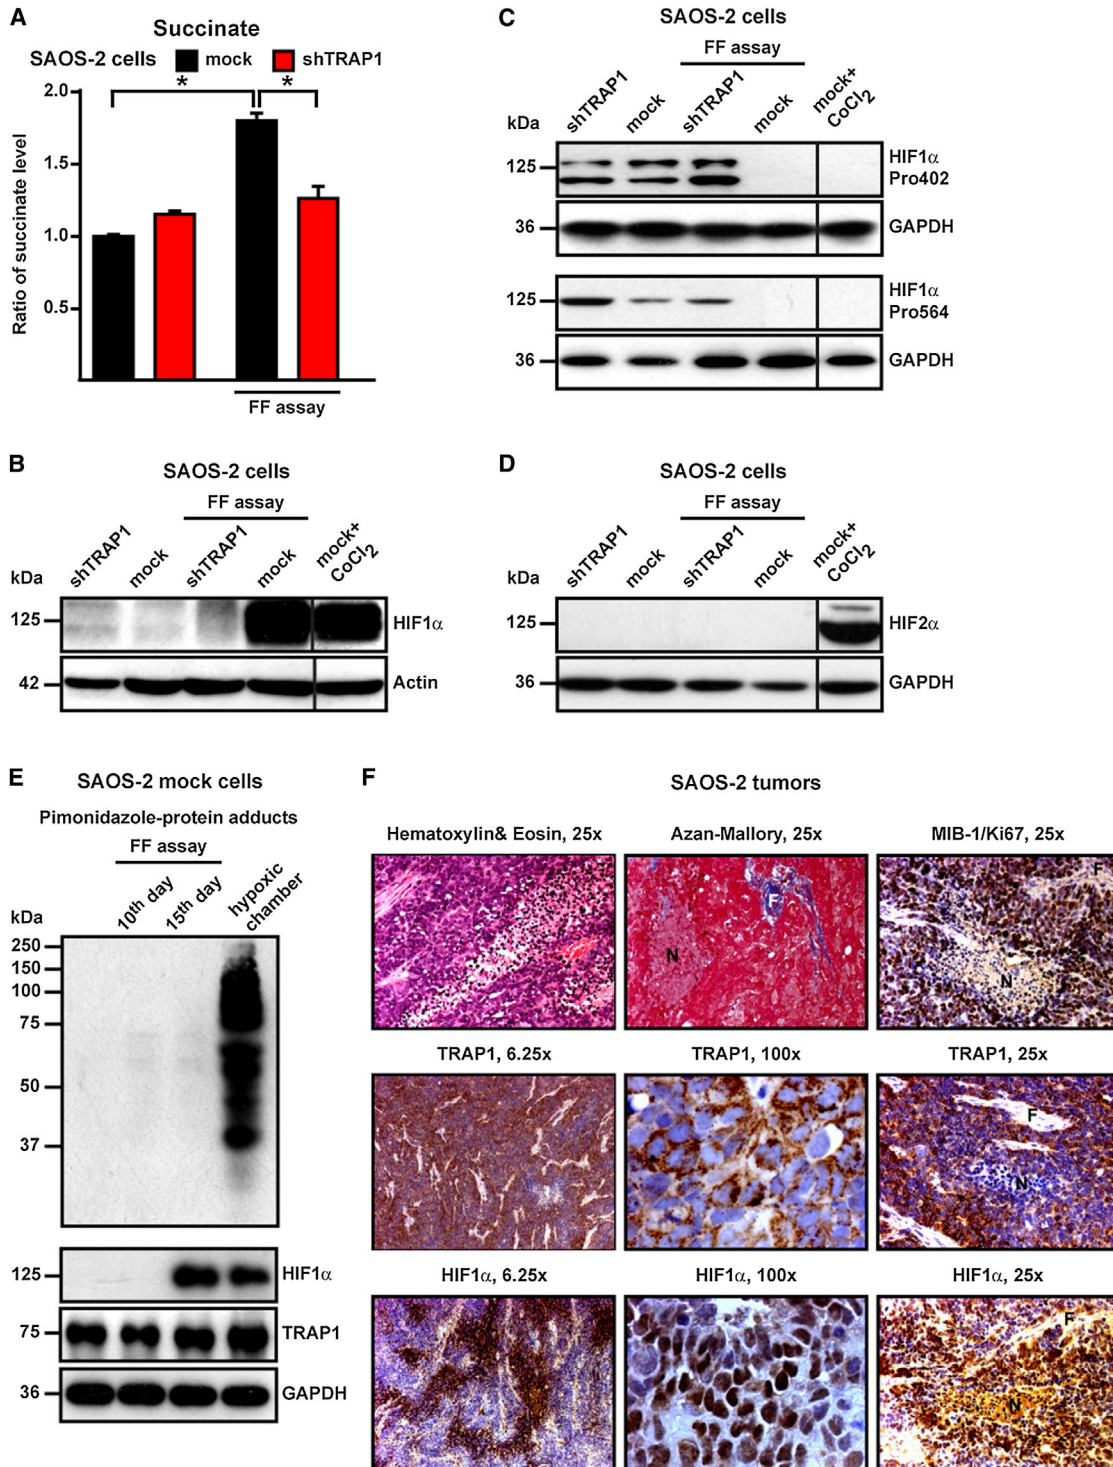 A
Succinate
SAOS-2 cells mock shTRAP1
* *
Ratio of succinate level
2.0
1.5
1.0
0.5
FF assay
B
SAOS-2 cells
FF assay
kDa shTRAP1 mock shTRAP1 mock mock+ CoCl2
125 HIF1α
42 Actin
C
SAOS-2 cells
FF assay
kDa shTRAP1 mock shTRAP1 mock mock+ CoCl2
125 HIF1α
Pro402
36 GAPDH
125 HIF1α
Pro564
36 GAPDH
D
SAOS-2 cells
FF assay
kDa shTRAP1 mock shTRAP1 mock mock+ CoCl2
125 HIF2α
36 GAPDH
E
SAOS-2 mock cells
Pimonidazole-protein adducts
FF assay
kDa 10th day 15th day hypoxic chamber
250
150
100
75
50
37
125 HIF1α
75 TRAP1
36 GAPDH
F
SAOS-2 tumors
Hematoxylin& Eosin, 25x Azan-Mallory, 25x MIB-1/Ki67, 25x
F N F N
TRAP1, 6.25x TRAP1, 100x TRAP1, 25x
F N
HIF1α, 6.25x HIF1α, 100x HIF1α, 25x
F N